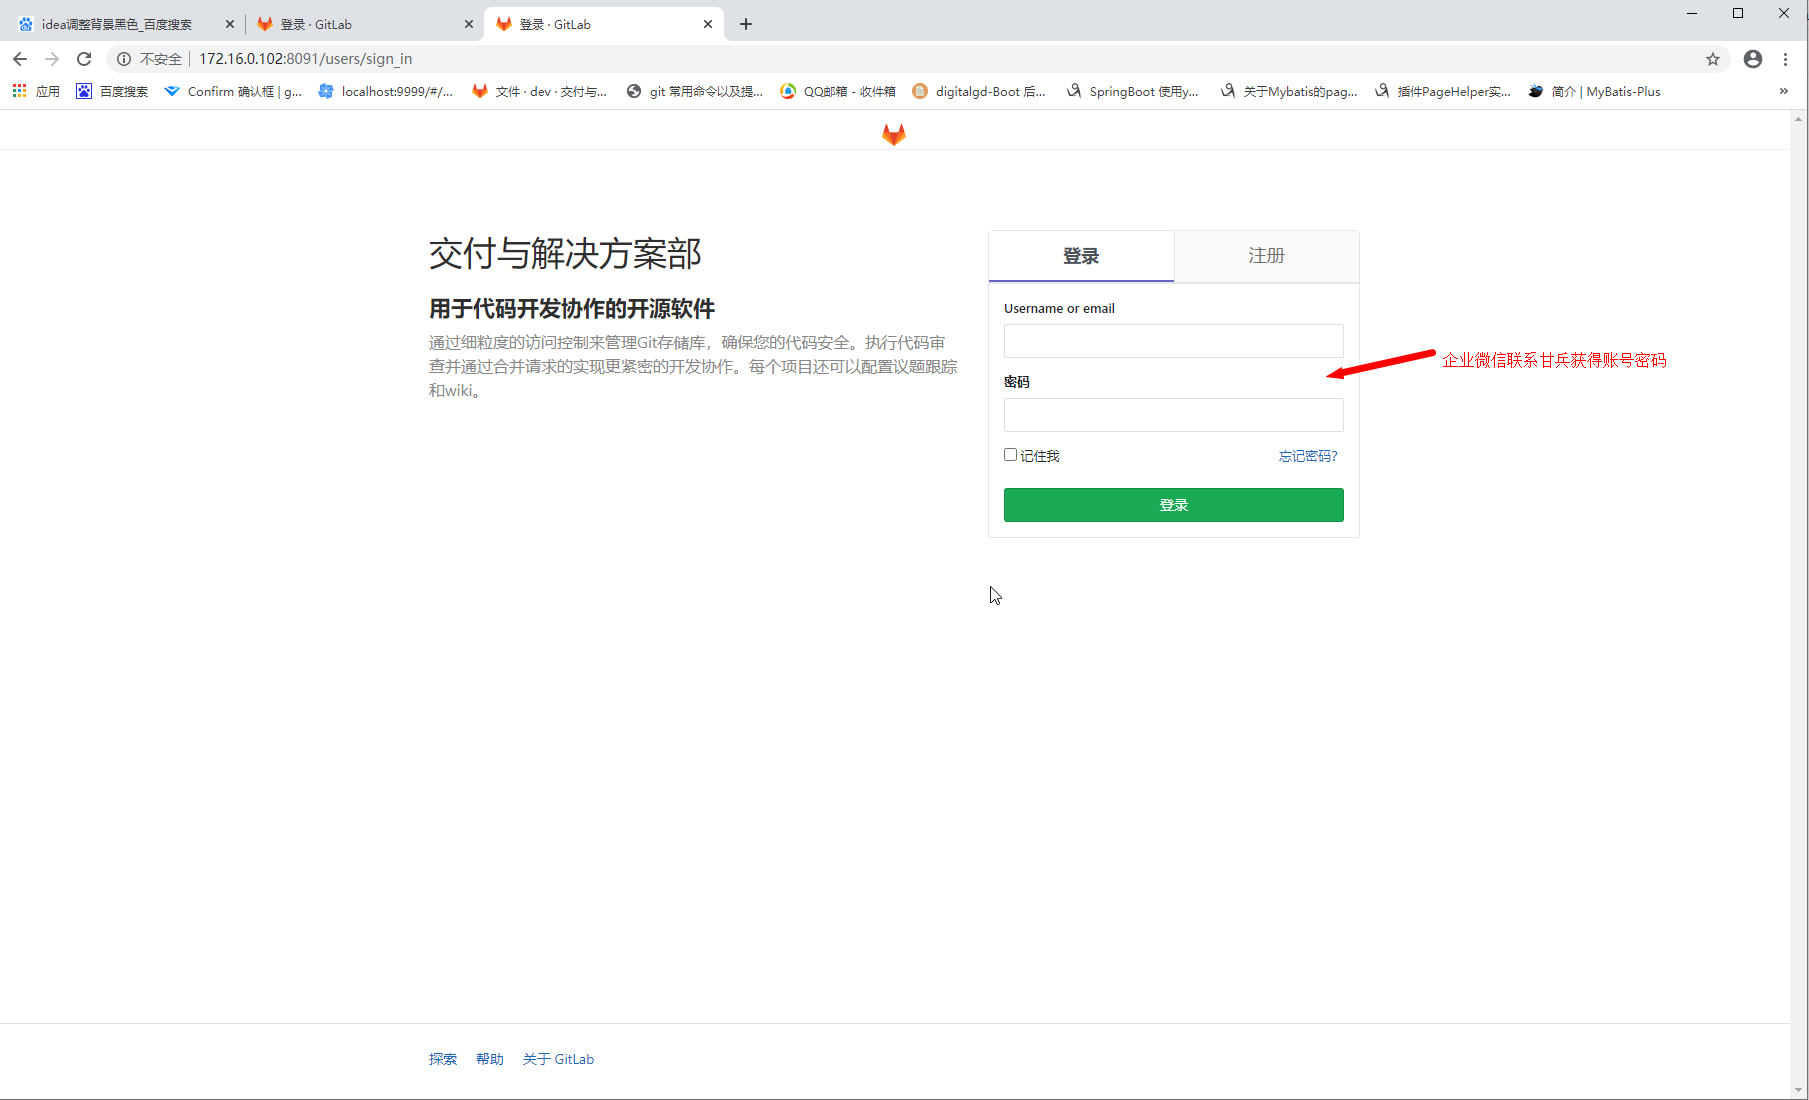 idea调整背景黑色_百度搜索
登录 · GitLab
登录 · GitLab
不安全
172.16.0.102:8091/users/sign_in
应用
百度搜索
Confirm 确认框 | g...
localhost:9999/#/...
文件 · dev · 交付与...
git 常用命令以及提...
QQ邮箱 - 收件箱
digitalgd-Boot 后...
SpringBoot 使用y...
关于Mybatis的pag...
插件PageHelper实...
简介 | MyBatis-Plus
»
交付与解决方案部
用于代码开发协作的开源软件
通过细粒度的访问控制来管理Git存储库，确保您的代码安全。执行代码审
查并通过合并请求的实现更紧密的开发协作。每个项目还可以配置议题跟踪
和wiki。
登录
注册
Username or email
企业微信联系甘兵获得账号密码
密码
记住我
忘记密码?
登录
探索
帮助
关于 GitLab